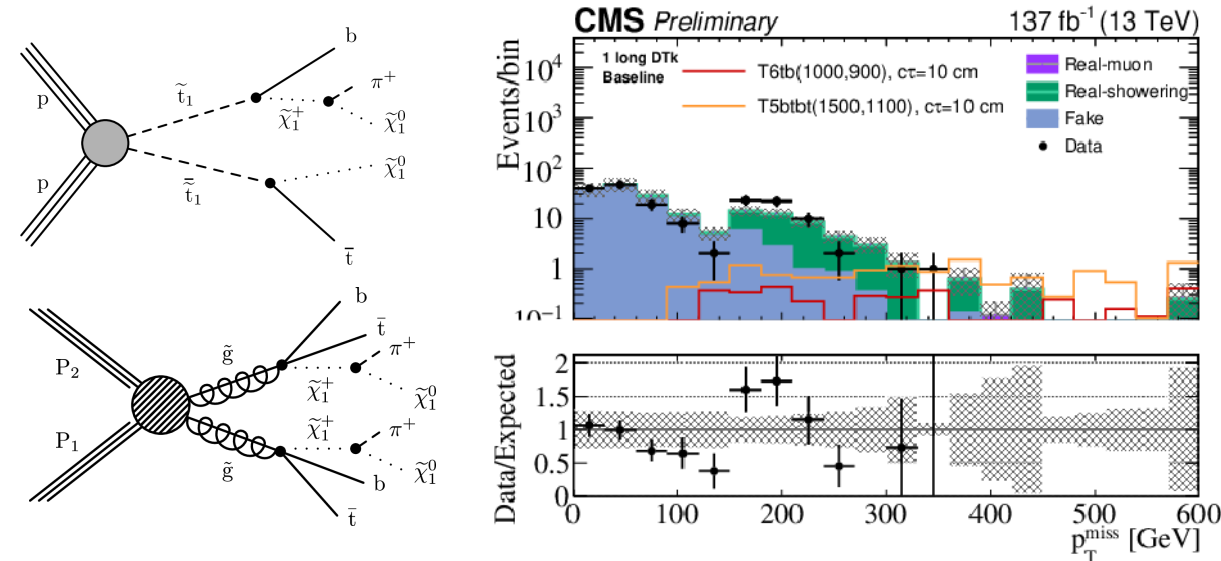 b
π⁺
t̃₁
χ̃₁⁺
χ̃₁⁰
p
p
χ̃₁⁰
t̃̄₁
t̄
b
t̄
g̃
π⁺
P₂
χ̃₁⁺
χ̃₁⁰
P₁
χ̃₁⁺
π⁺
g̃
χ̃₁⁰
b
t̄
CMS Preliminary 137 fb⁻¹ (13 TeV)
Events/bin
10⁴
10³
10²
10
1
10⁻¹
1 long DTk
Baseline
T6tb(1000,900), cτ=10 cm
T5btbt(1500,1100), cτ=10 cm
Real-muon
Real-showering
Fake
Data
Data/Expected
2
1.5
1
0.5
0
0 100 200 300 400 500 600
p_T^miss [GeV]